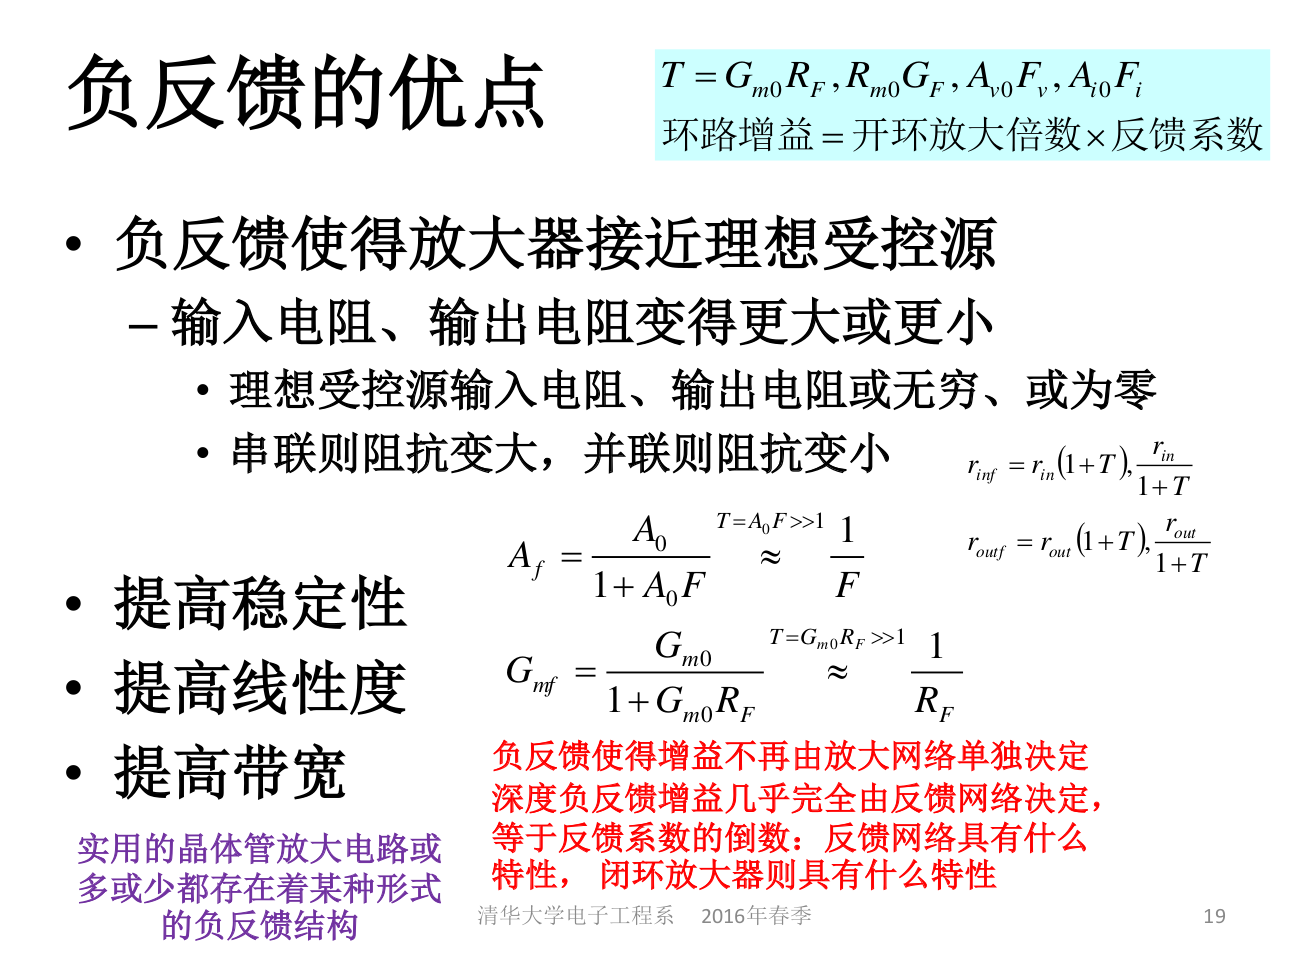 负反馈的优点
T = G_{m0}R_F , R_{m0}G_F , A_{v0}F_v , A_{i0}F_i
环路增益 = 开环放大倍数×反馈系数
• 负反馈使得放大器接近理想受控源
– 输入电阻、输出电阻变得更大或更小
• 理想受控源输入电阻、输出电阻或无穷、或为零
• 串联则阻抗变大，并联则阻抗变小
r_{inf} = r_{in}(1+T), \frac{r_{in}}{1+T}
r_{outf} = r_{out}(1+T), \frac{r_{out}}{1+T}
A_f = \frac{A_0}{1+A_0F} \overset{T=A_0F>>1}{≈} \frac{1}{F}
• 提高稳定性
G_{mf} = \frac{G_{m0}}{1+G_{m0}R_F} \overset{T=G_{m0}R_F>>1}{≈} \frac{1}{R_F}
• 提高线性度
• 提高带宽
负反馈使得增益不再由放大网络单独决定
深度负反馈增益几乎完全由反馈网络决定，
等于反馈系数的倒数：反馈网络具有什么
特性， 闭环放大器则具有什么特性
实用的晶体管放大电路或
多或少都存在着某种形式
的负反馈结构
清华大学电子工程系 2016年春季
19